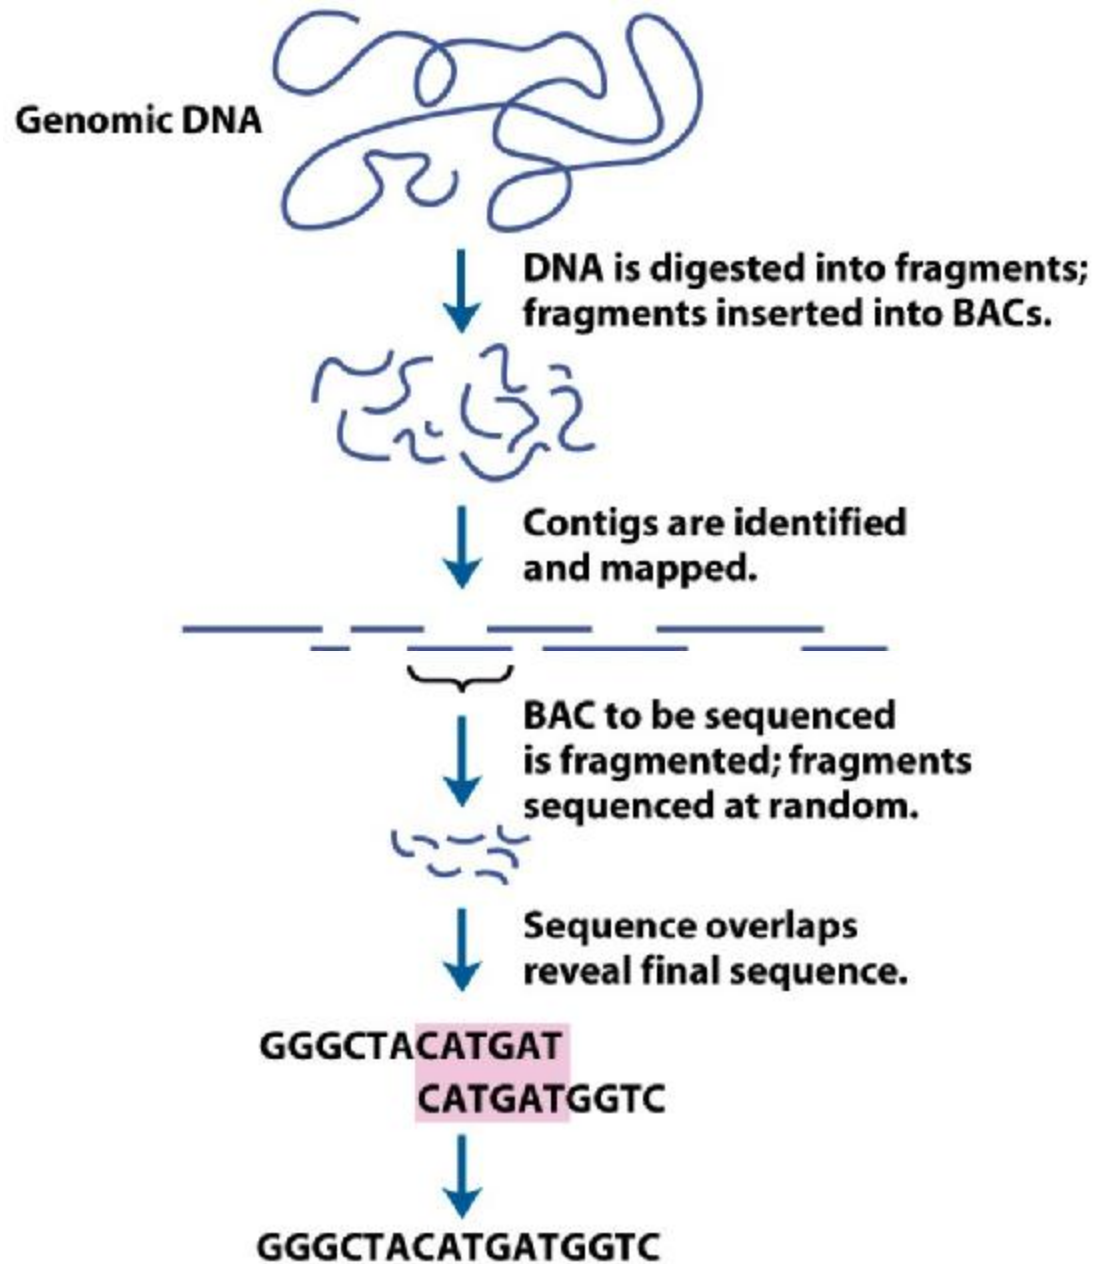 Genomic DNA
DNA is digested into fragments;
fragments inserted into BACs.
Contigs are identified
and mapped.
BAC to be sequenced
is fragmented; fragments
sequenced at random.
Sequence overlaps
reveal final sequence.
GGGCTACATGAT
CATGATGGTC
GGGCTACATGATGGTC